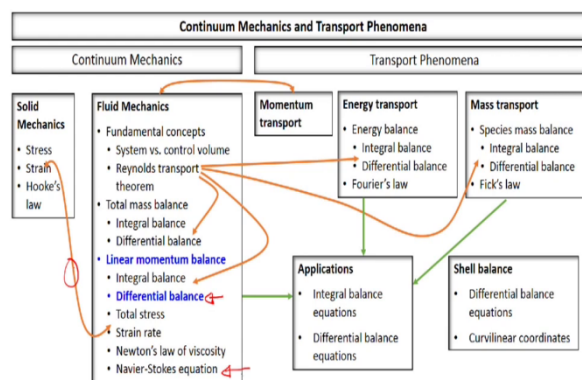 Continuum Mechanics and Transport Phenomena
Continuum Mechanics
Transport Phenomena
Solid
Mechanics
• Stress
• Strain
• Hooke's
law
Fluid Mechanics
• Fundamental concepts
• System vs. control volume
• Reynolds transport
theorem
• Total mass balance
• Integral balance
• Differential balance
• Linear momentum balance
• Integral balance
• Differential balance
• Total stress
• Strain rate
• Newton's law of viscosity
• Navier-Stokes equation
Momentum
transport
Energy transport
• Energy balance
• Integral balance
• Differential balance
• Fourier's law
Mass transport
• Species mass balance
• Integral balance
• Differential balance
• Fick's law
Applications
• Integral balance
equations
• Differential balance
equations
Shell balance
• Differential balance
equations
• Curvilinear coordinates